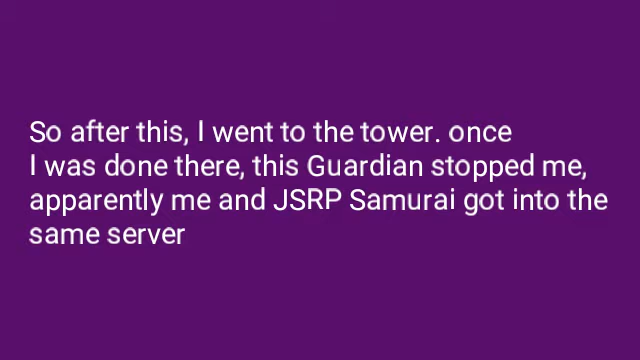 So after this, I went to the tower. once
I was done there, this Guardian stopped me,
apparently me and JSRP Samurai got into the
same server